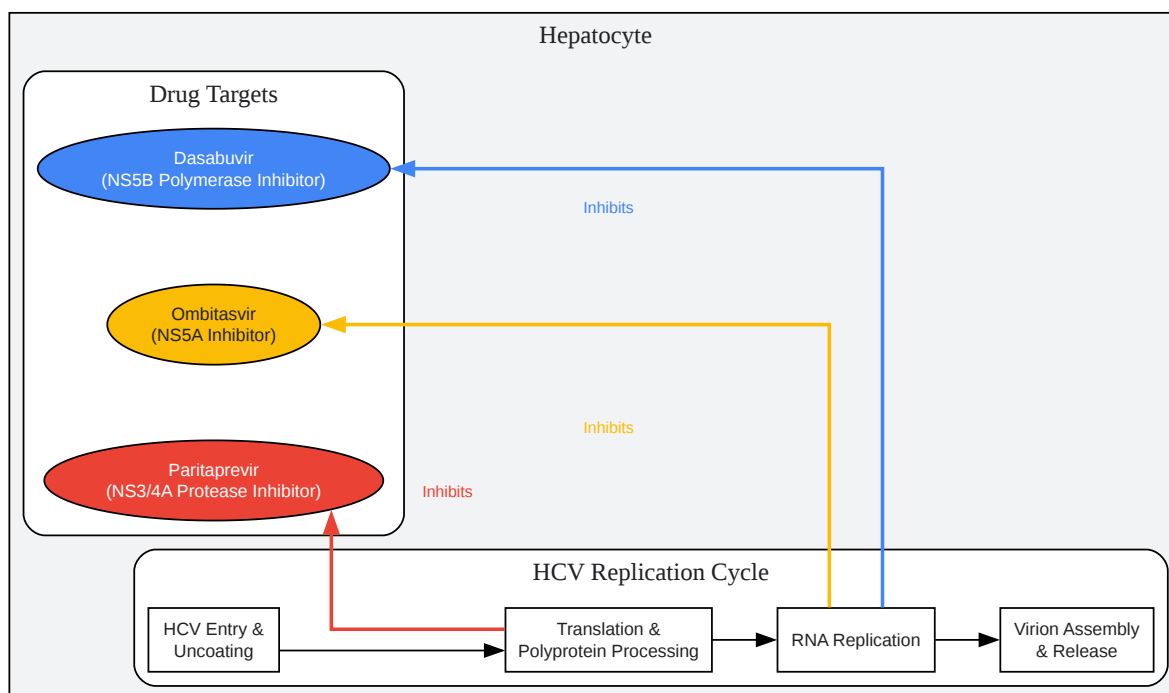 Hepatocyte
Drug Targets
Dasabuvir
(NS5B Polymerase Inhibitor)
Inhibits
Ombitasvir
(NS5A Inhibitor)
Inhibits
Paritaprevir
(NS3/4A Protease Inhibitor)
Inhibits
HCV Replication Cycle
HCV Entry &
Uncoating
Translation &
Polyprotein Processing
RNA Replication
Virion Assembly
& Release